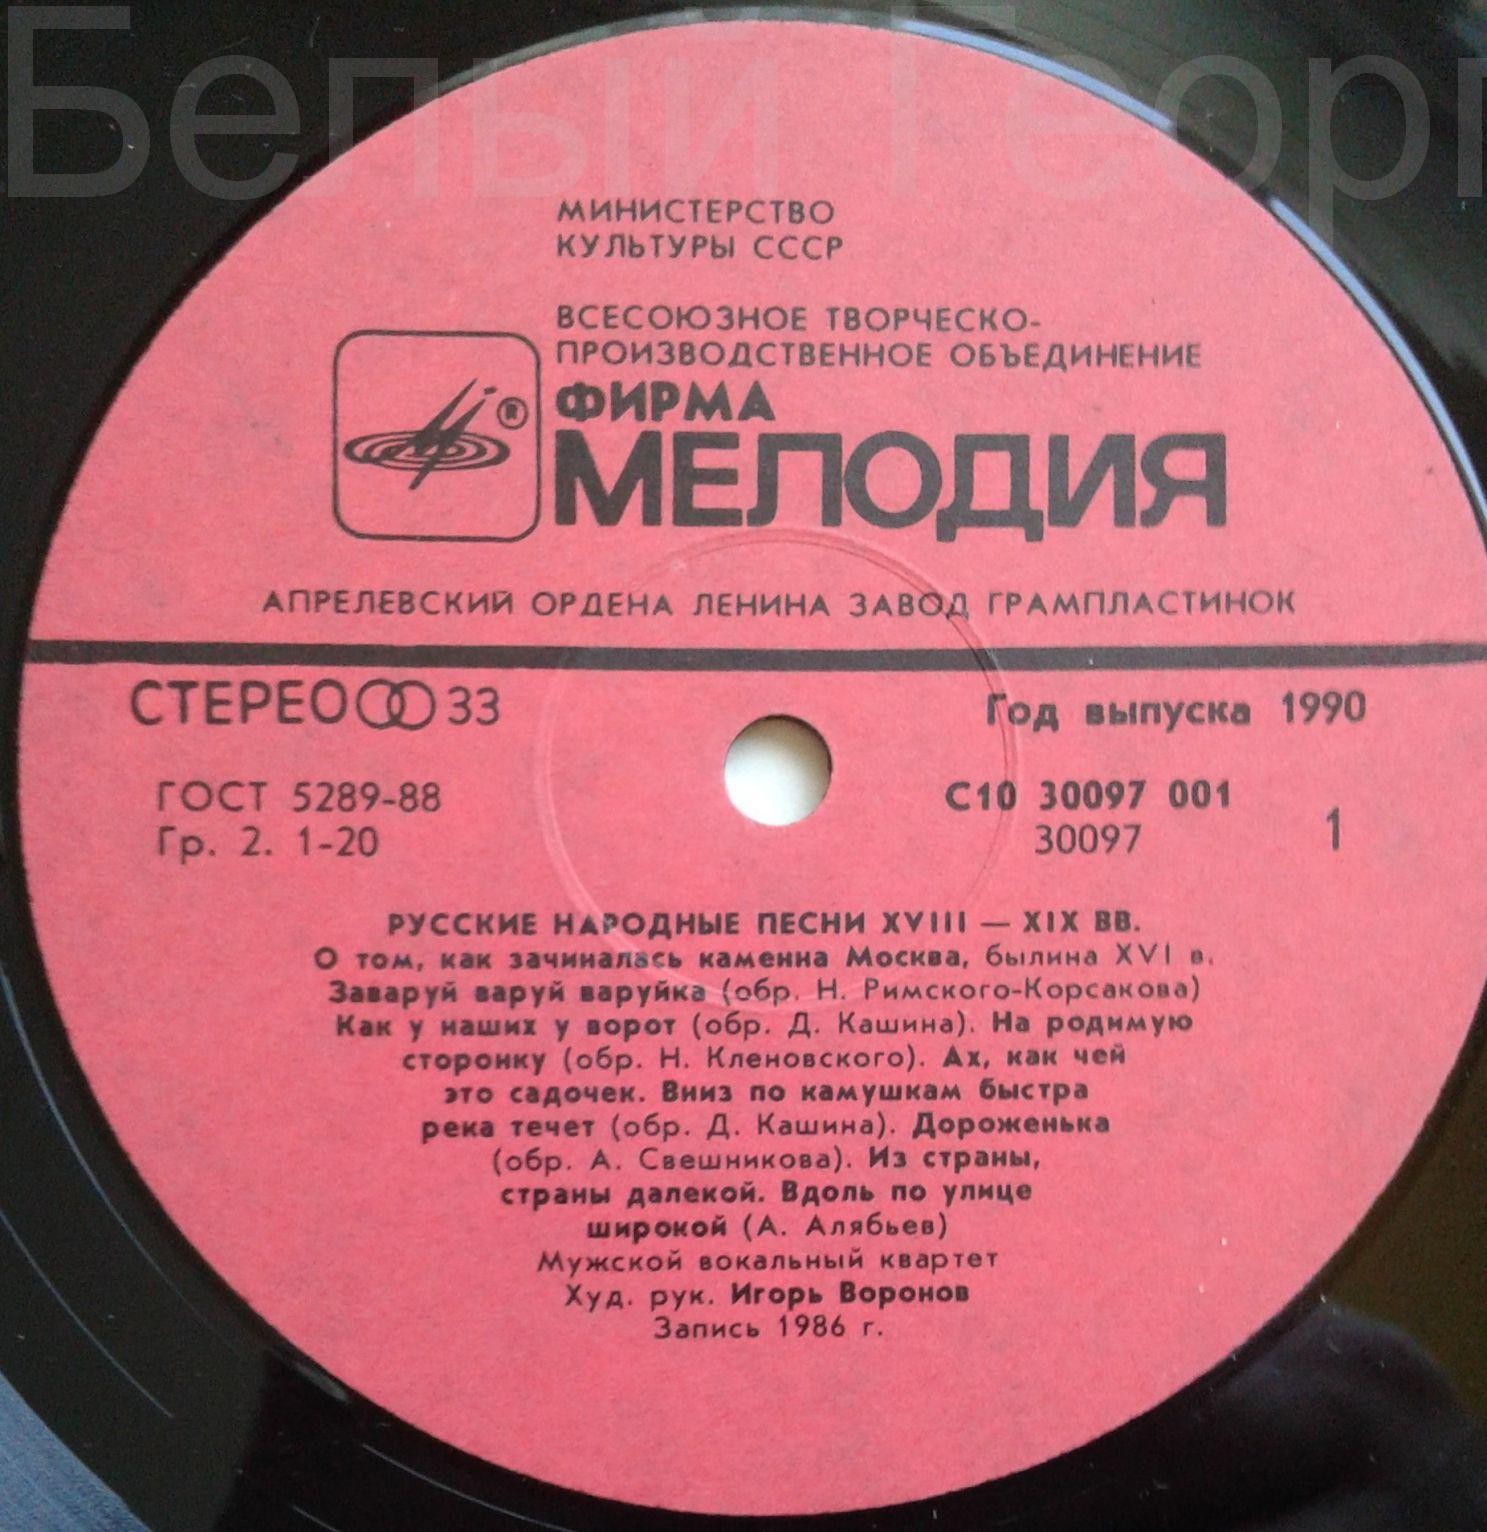 Белый Георг
МИНИСТЕРСТВО
КУЛЬТУРЫ СССР
ВСЕСОЮЗНОЕ ТВОРЧЕСКО-
ПРОИЗВОДСТВЕННОЕ ОБЪЕДИНЕНИЕ
ФИРМА
МЕЛОДИЯ
®
АПРЕЛЕВСКИЙ ОРДЕНА ЛЕНИНА ЗАВОД ГРАМПЛАСТИНОК
СТЕРЕО 33
Год выпуска 1990
ГОСТ 5289-88
Гр. 2. 1-20
С10 30097 001
30097
1
РУССКИЕ НАРОДНЫЕ ПЕСНИ XVIII — XIX ВВ.
О том, как зачиналась каменна Москва, былина XVI в.
Заваруй варуй варуйка (обр. Н. Римского-Корсакова)
Как у наших у ворот (обр. Д. Кашина). На родимую
сторонку (обр. Н. Кленовского). Ах, как чей
это садочек. Вниз по камушкам быстра
река течет (обр. Д. Кашина). Дороженька
(обр. А. Свешникова). Из страны,
страны далекой. Вдоль по улице
широкой (А. Алябьев)
Мужской вокальный квартет
Худ. рук. Игорь Воронов
Запись 1986 г.